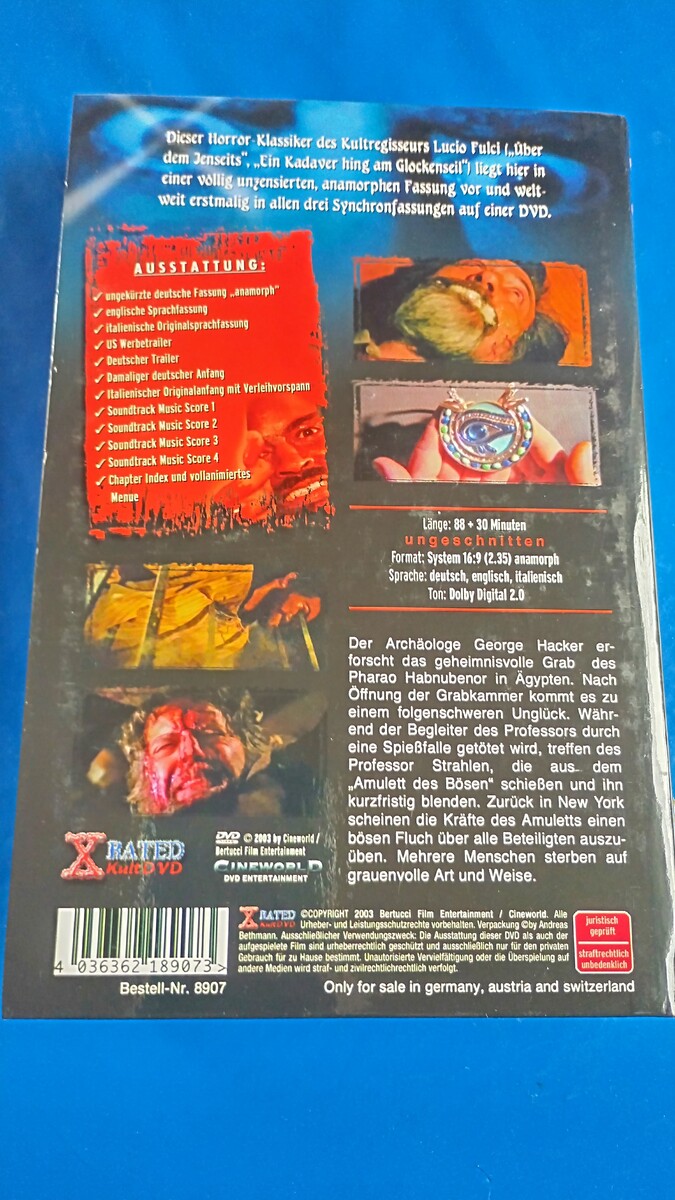 Dieser Horror-Klassiker des Kultregisseurs Lucio Fulci („Über
dem Jenseits“, „Ein Kadaver hing am Glockenseil“) liegt hier in
einer völlig unzensierten, anamorphen Fassung vor und welt-
weit erstmalig in allen drei Synchronfassungen auf einer DVD.
AUSSTATTUNG:
✓ ungekürzte deutsche Fassung „anamorph“
✓ englische Sprachfassung
✓ italienische Originalsprachfassung
✓ US Werbetrailer
✓ Deutscher Trailer
✓ Damaliger deutscher Anfang
✓ Italienischer Originalanfang mit Verleihvorspann
✓ Soundtrack Music Score 1
✓ Soundtrack Music Score 2
✓ Soundtrack Music Score 3
✓ Soundtrack Music Score 4
✓ Chapter Index und vollanimiertes
Menue
Länge: 88 + 30 Minuten
ungeschnitten
Format: System 16:9 (2.35) anamorph
Sprache: deutsch, englisch, italienisch
Ton: Dolby Digital 2.0
Der Archäologe George Hacker er-
forscht das geheimnisvolle Grab des
Pharao Habnubenor in Ägypten. Nach
Öffnung der Grabkammer kommt es zu
einem folgenschweren Unglück. Wäh-
rend der Begleiter des Professors durch
eine Spießfalle getötet wird, treffen des
Professor Strahlen, die aus dem
„Amulett des Bösen“ schießen und ihn
kurzfristig blenden. Zurück in New York
scheinen die Kräfte des Amuletts einen
bösen Fluch über alle Beteiligten auszu-
üben. Mehrere Menschen sterben auf
grauenvolle Art und Weise.
X RATED
KultDVD
DVD © 2003 by Cineworld /
Bertucci Film Entertainment
CINEWORLD
DVD ENTERTAINMENT
4 036362 189073 >
Bestell-Nr. 8907
X RATED KultDVD ©COPYRIGHT 2003 Bertucci Film Entertainment / Cineworld. Alle
Urheber- und Leistungsschutzrechte vorbehalten. Verpackung ©by Andreas
Bethmann. Ausschließlicher Verwendungszweck: Die Ausstattung dieser DVD als auch der
aufgespielete Film sind urheberrechtlich geschützt und ausschließlich nur für den privaten
Gebrauch für zu Hause bestimmt. Unautorisierte Vervielfältigung oder die Überspielung auf
andere Medien wird straf- und zivilrechtlichrechtlich verfolgt.
juristisch
geprüft
straftrechtlich
unbedenklich
Only for sale in germany, austria and switzerland